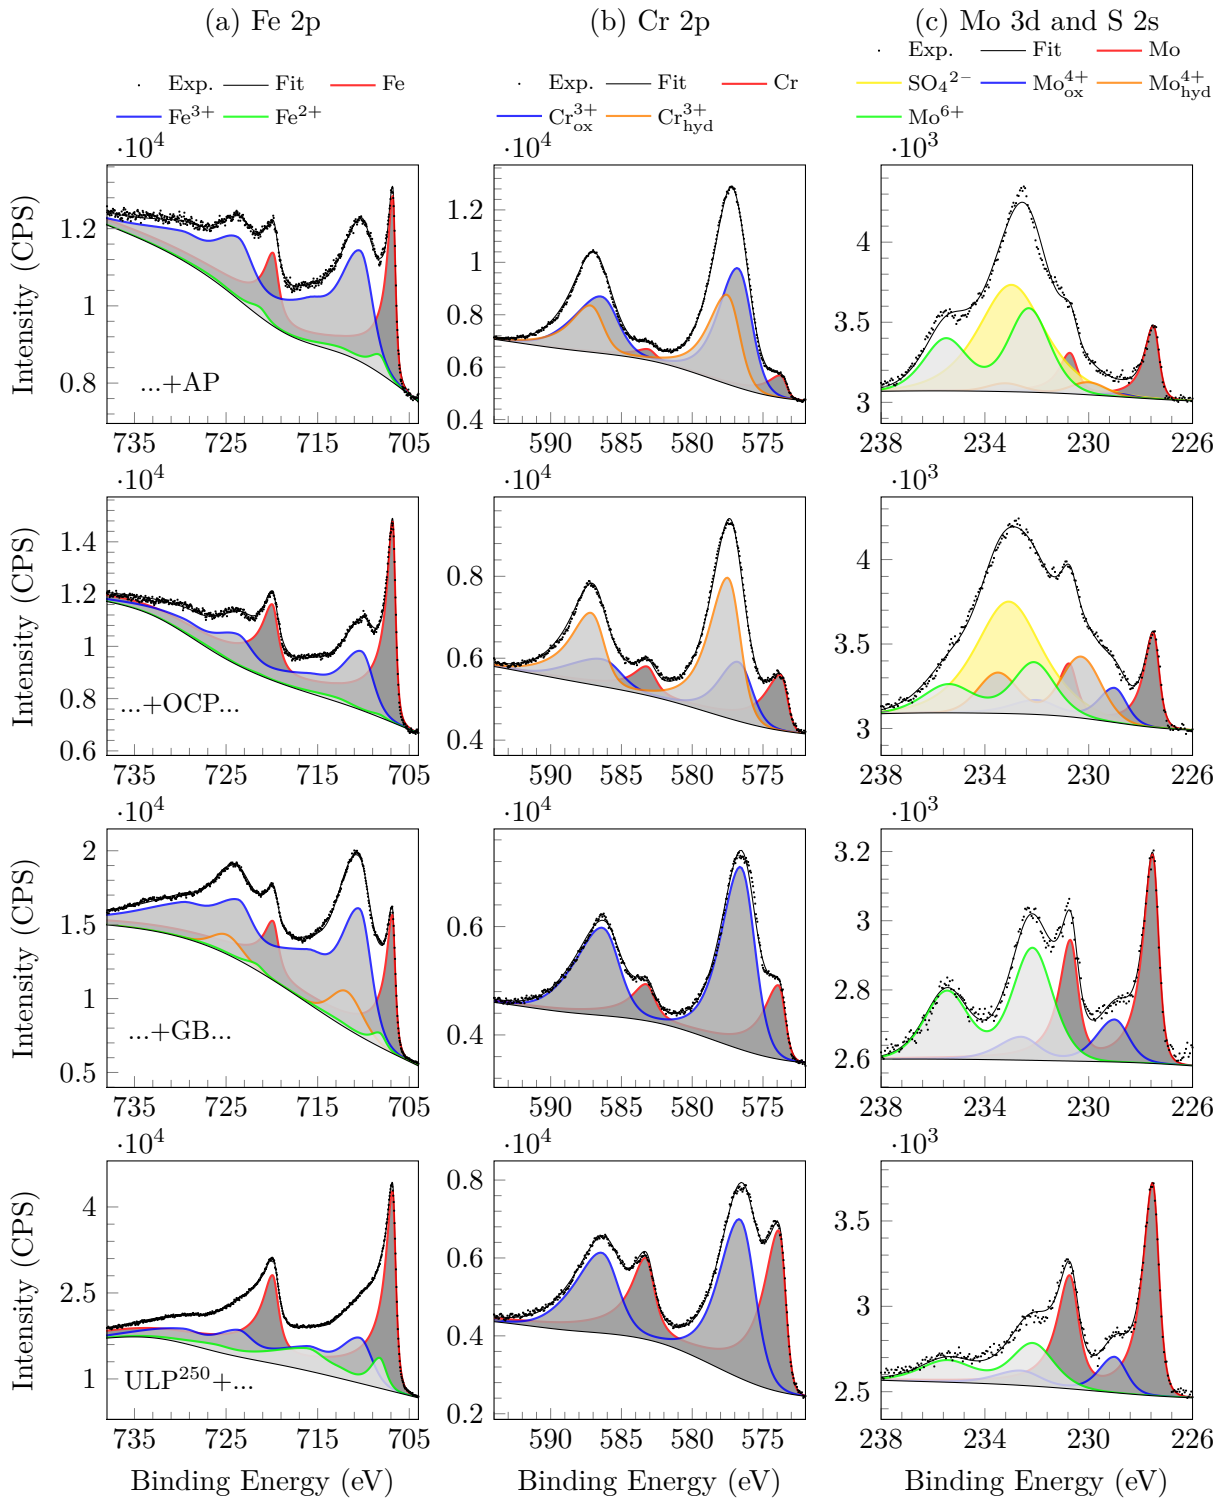 (a) Fe 2p
(b) Cr 2p
(c) Mo 3d and S 2s
Exp. Fit Fe
Fe³⁺ Fe²⁺
Exp. Fit Cr
Cr³⁺ox Cr³⁺hyd
Exp. Fit Mo
SO₄²⁻ Mo⁴⁺ox Mo⁴⁺hyd
Mo⁶⁺
·10⁴
·10⁴
·10³
Intensity (CPS)
1.2
1
0.8
...+AP
735 725 715 705
1.2
1
0.8
0.6
0.4
590 585 580 575
4
3.5
3
238 234 230 226
·10⁴
·10⁴
·10³
Intensity (CPS)
1.4
1.2
1
0.8
0.6
...+OCP...
735 725 715 705
0.8
0.6
0.4
590 585 580 575
4
3.5
3
238 234 230 226
·10⁴
·10⁴
·10³
Intensity (CPS)
2
1.5
1
0.5
...+GB...
735 725 715 705
0.6
0.4
590 585 580 575
3.2
3
2.8
2.6
238 234 230 226
·10⁴
·10⁴
·10³
Intensity (CPS)
4
2.5
1
ULP²⁵⁰+...
735 725 715 705
0.8
0.6
0.4
0.2
590 585 580 575
3.5
3
2.5
238 234 230 226
Binding Energy (eV)
Binding Energy (eV)
Binding Energy (eV)